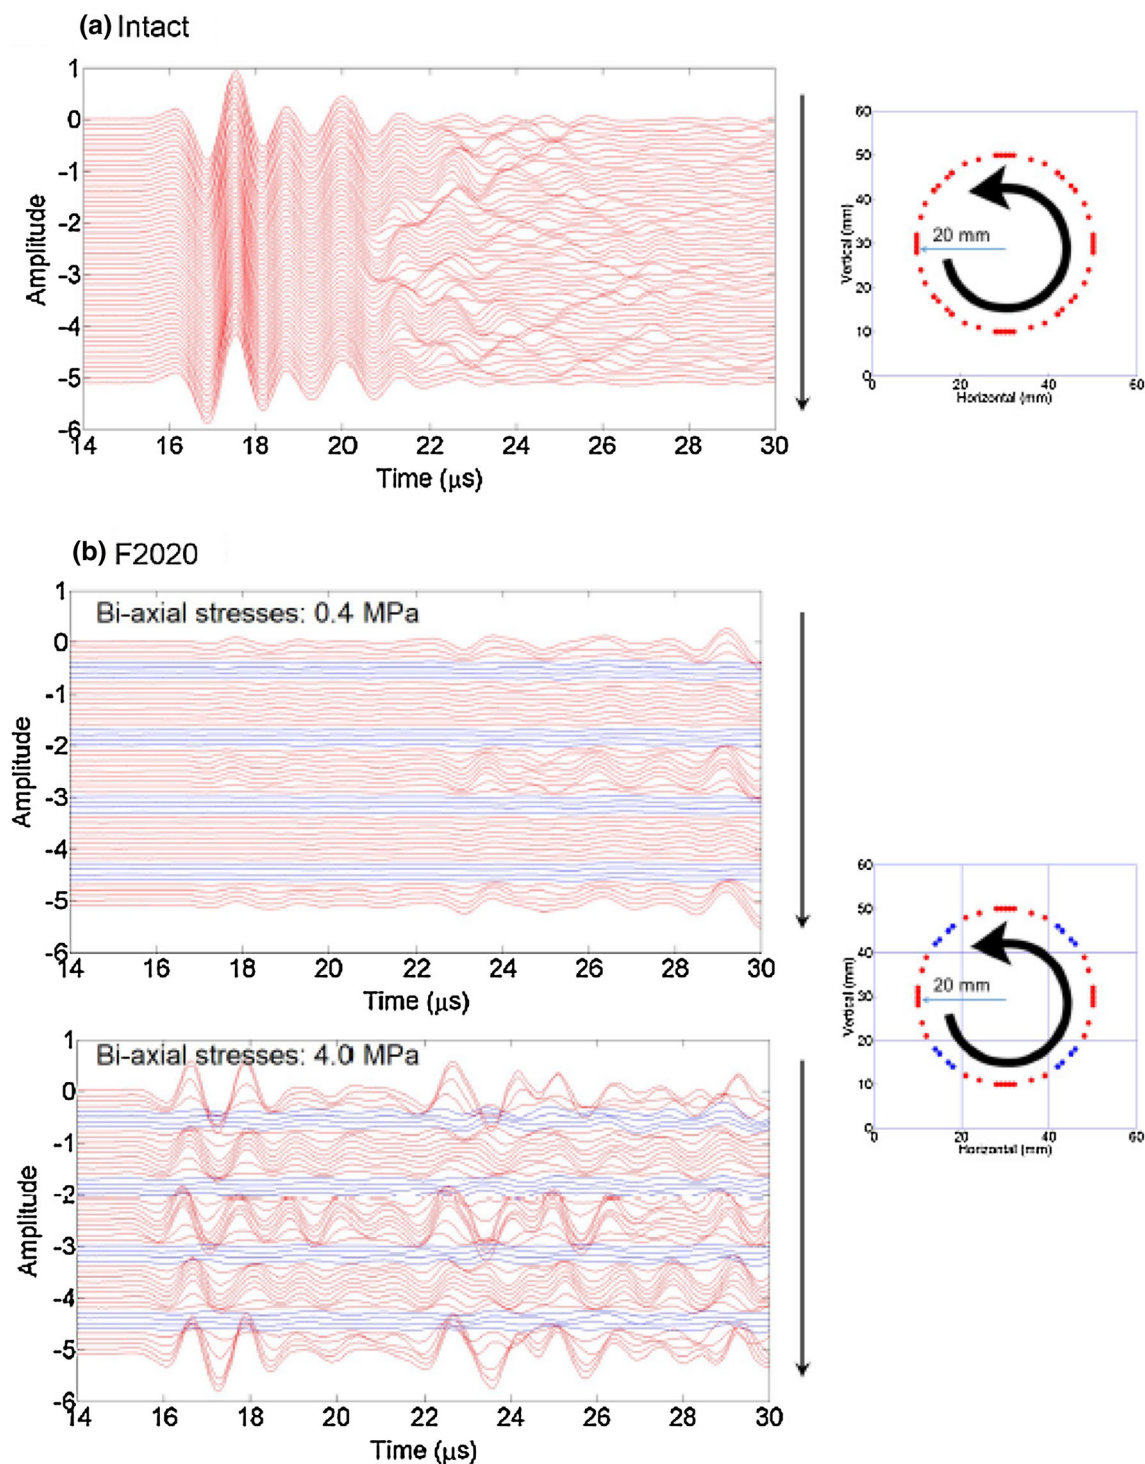 (a) Intact
1
0
-1
-2
-3
-4
-5
-6
Amplitude
14 16 18 20 22 24 26 28 30
Time (μs)
60
50
40
30
20
10
0
Vertical (mm)
20 mm
0 20 40 60
Horizontal (mm)
(b) F2020
Bi-axial stresses: 0.4 MPa
1
0
-1
-2
-3
-4
-5
-6
Amplitude
14 16 18 20 22 24 26 28 30
Time (μs)
60
50
40
30
20
10
0
Vertical (mm)
20 mm
0 20 40 60
Horizontal (mm)
Bi-axial stresses: 4.0 MPa
1
0
-1
-2
-3
-4
-5
-6
Amplitude
14 16 18 20 22 24 26 28 30
Time (μs)